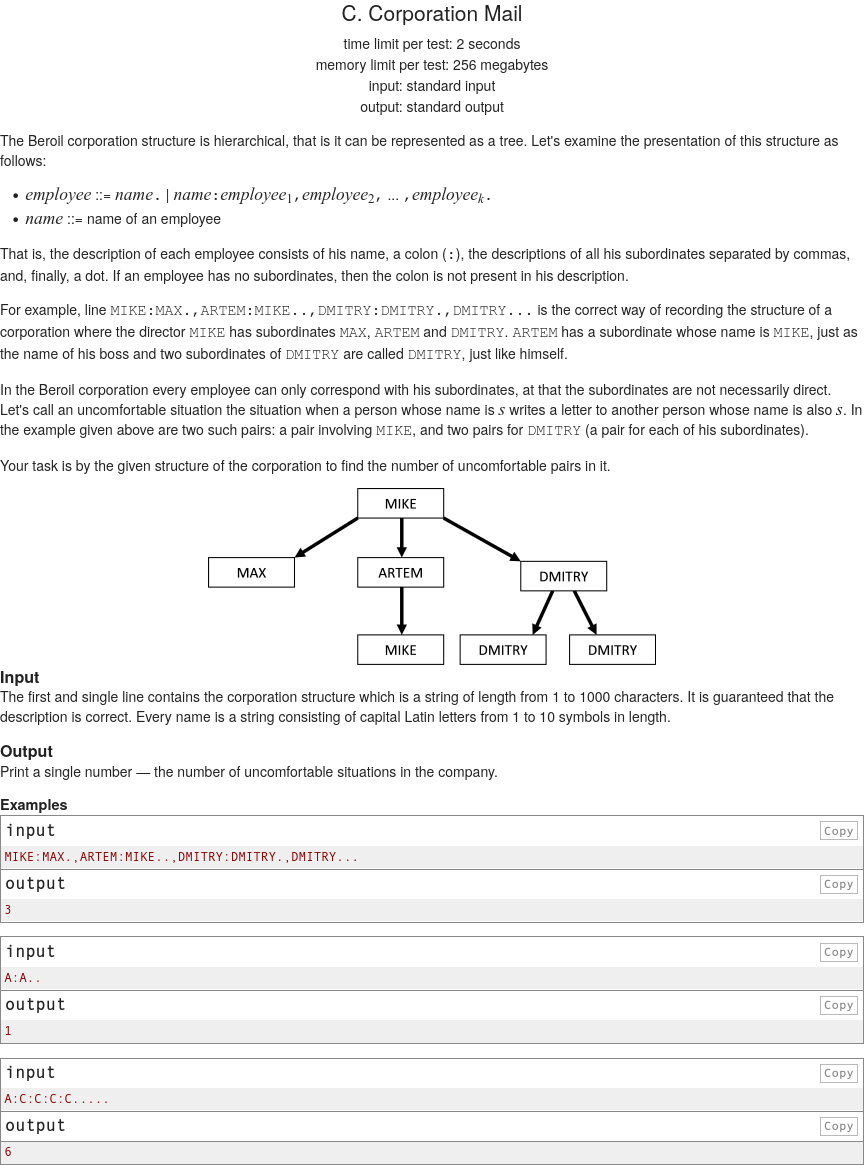 C. Corporation Mail
time limit per test: 2 seconds
memory limit per test: 256 megabytes
input: standard input
output: standard output
The Beroil corporation structure is hierarchical, that is it can be represented as a tree. Let's examine the presentation of this structure as
follows:
• employee ::= name. | name:employee1,employee2, ... ,employeek.
• name ::= name of an employee
That is, the description of each employee consists of his name, a colon (:), the descriptions of all his subordinates separated by commas,
and, finally, a dot. If an employee has no subordinates, then the colon is not present in his description.
For example, line MIKE:MAX.,ARTEM:MIKE..,DMITRY:DMITRY.,DMITRY... is the correct way of recording the structure of a
corporation where the director MIKE has subordinates MAX, ARTEM and DMITRY. ARTEM has a subordinate whose name is MIKE, just as
the name of his boss and two subordinates of DMITRY are called DMITRY, just like himself.
In the Beroil corporation every employee can only correspond with his subordinates, at that the subordinates are not necessarily direct.
Let's call an uncomfortable situation the situation when a person whose name is s writes a letter to another person whose name is also s. In
the example given above are two such pairs: a pair involving MIKE, and two pairs for DMITRY (a pair for each of his subordinates).
Your task is by the given structure of the corporation to find the number of uncomfortable pairs in it.
MIKE
MAX
ARTEM
DMITRY
MIKE
DMITRY
DMITRY
Input
The first and single line contains the corporation structure which is a string of length from 1 to 1000 characters. It is guaranteed that the
description is correct. Every name is a string consisting of capital Latin letters from 1 to 10 symbols in length.
Output
Print a single number — the number of uncomfortable situations in the company.
Examples
input
Copy
MIKE:MAX.,ARTEM:MIKE..,DMITRY:DMITRY.,DMITRY...
output
Copy
3
input
Copy
A:A..
output
Copy
1
input
Copy
A:C:C:C:C.....
output
Copy
6